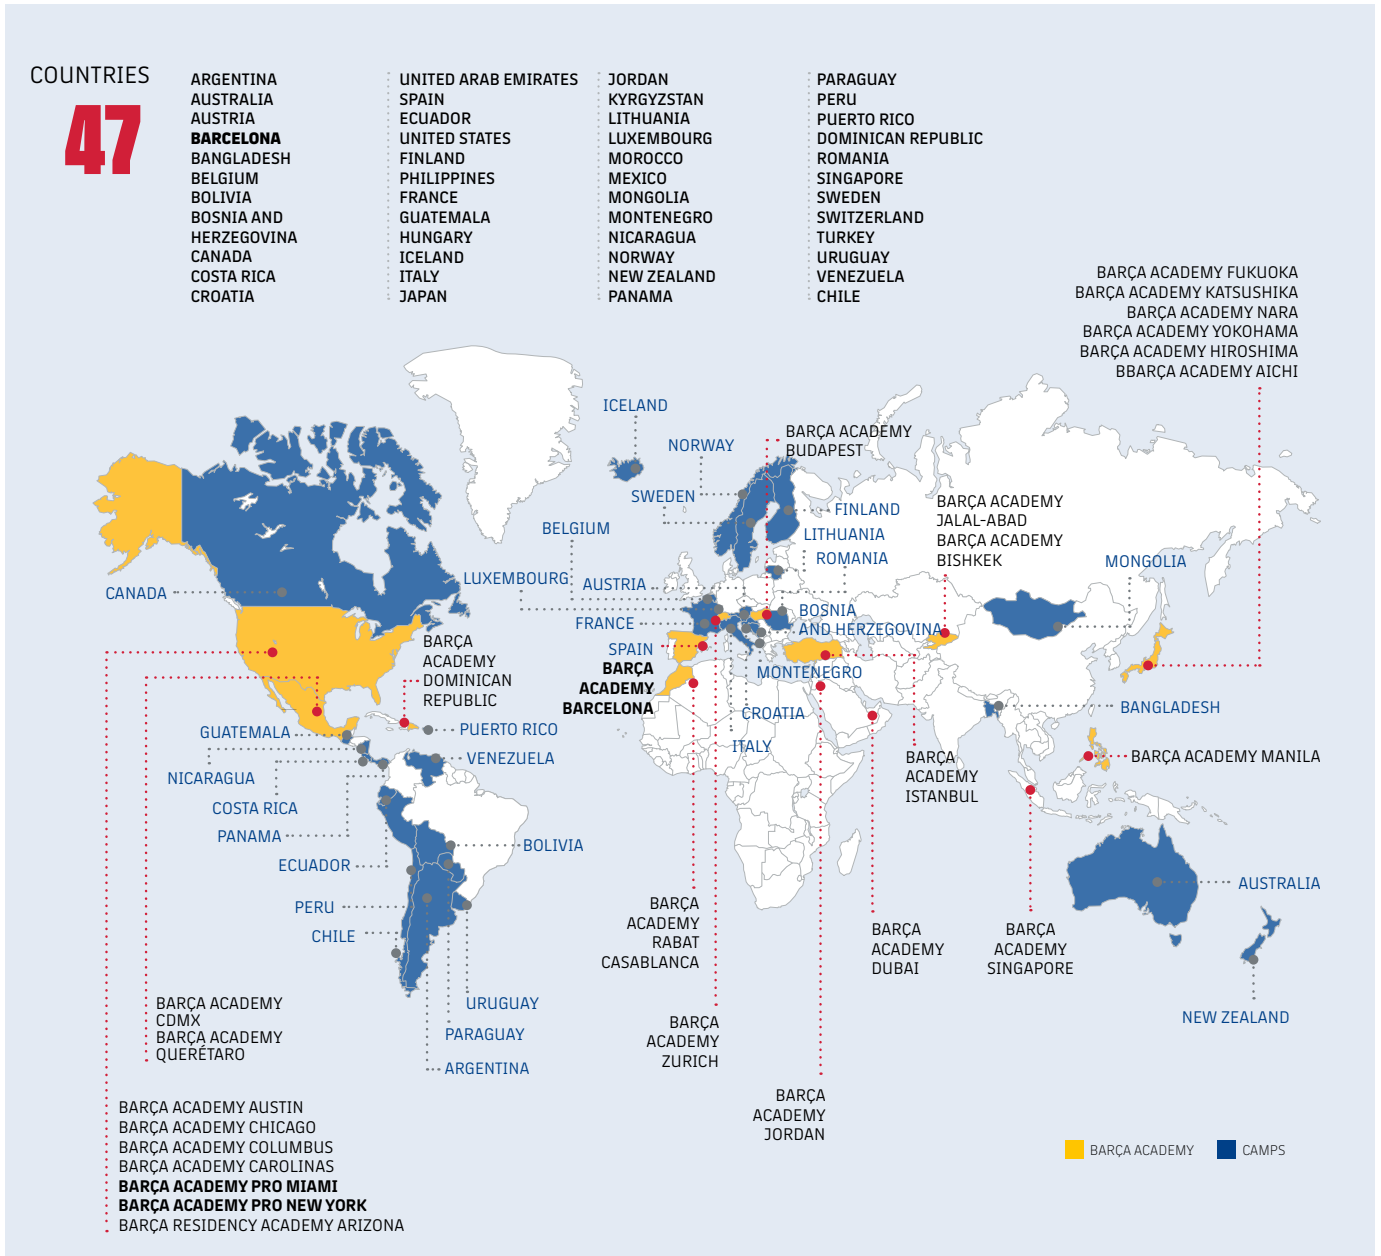 COUNTRIES
47
ARGENTINA
AUSTRALIA
AUSTRIA
BARCELONA
BANGLADESH
BELGIUM
BOLIVIA
BOSNIA AND
HERZEGOVINA
CANADA
COSTA RICA
CROATIA
UNITED ARAB EMIRATES
SPAIN
ECUADOR
UNITED STATES
FINLAND
PHILIPPINES
FRANCE
GUATEMALA
HUNGARY
ICELAND
ITALY
JAPAN
JORDAN
KYRGYZSTAN
LITHUANIA
LUXEMBOURG
MOROCCO
MEXICO
MONGOLIA
MONTENEGRO
NICARAGUA
NORWAY
NEW ZEALAND
PANAMA
PARAGUAY
PERU
PUERTO RICO
DOMINICAN REPUBLIC
ROMANIA
SINGAPORE
SWEDEN
SWITZERLAND
TURKEY
URUGUAY
VENEZUELA
CHILE
BARÇA ACADEMY FUKUOKA
BARÇA ACADEMY KATSUSHIKA
BARÇA ACADEMY NARA
BARÇA ACADEMY YOKOHAMA
BARÇA ACADEMY HIROSHIMA
BBARÇA ACADEMY AICHI
ICELAND
NORWAY
BARÇA ACADEMY
BUDAPEST
SWEDEN
FINLAND
BELGIUM
LITHUANIA
ROMANIA
BARÇA ACADEMY
JALAL-ABAD
BARÇA ACADEMY
BISHKEK
MONGOLIA
LUXEMBOURG
AUSTRIA
CANADA
FRANCE
BOSNIA
AND HERZEGOVINA
SPAIN
BARÇA
ACADEMY
BARCELONA
BARÇA
ACADEMY
DOMINICAN
REPUBLIC
MONTENEGRO
CROATIA
ITALY
BANGLADESH
GUATEMALA
PUERTO RICO
VENEZUELA
NICARAGUA
COSTA RICA
PANAMA
ECUADOR
BOLIVIA
PERU
CHILE
BARÇA
ACADEMY
ISTANBUL
BARÇA ACADEMY MANILA
AUSTRALIA
BARÇA
ACADEMY
RABAT
CASABLANCA
BARÇA
ACADEMY
DUBAI
BARÇA
ACADEMY
SINGAPORE
NEW ZEALAND
URUGUAY
PARAGUAY
ARGENTINA
BARÇA
ACADEMY
ZURICH
BARÇA
ACADEMY
JORDAN
BARÇA ACADEMY
CDMX
BARÇA ACADEMY
QUERÉTARO
BARÇA ACADEMY AUSTIN
BARÇA ACADEMY CHICAGO
BARÇA ACADEMY COLUMBUS
BARÇA ACADEMY CAROLINAS
BARÇA ACADEMY PRO MIAMI
BARÇA ACADEMY PRO NEW YORK
BARÇA RESIDENCY ACADEMY ARIZONA
BARÇA ACADEMY
CAMPS